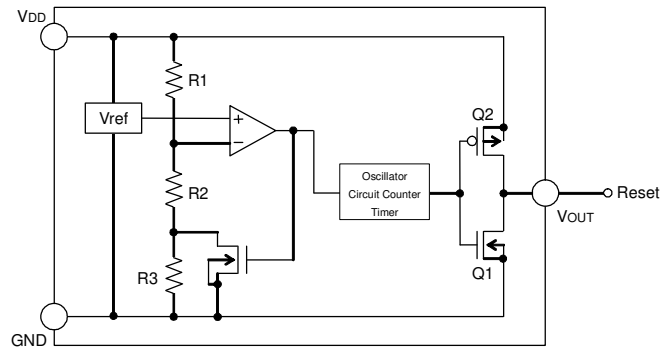 VDD
R1
Q2
Vref
+
−
Oscillator
Circuit Counter
Timer
R2
Reset
VOUT
R3
Q1
GND